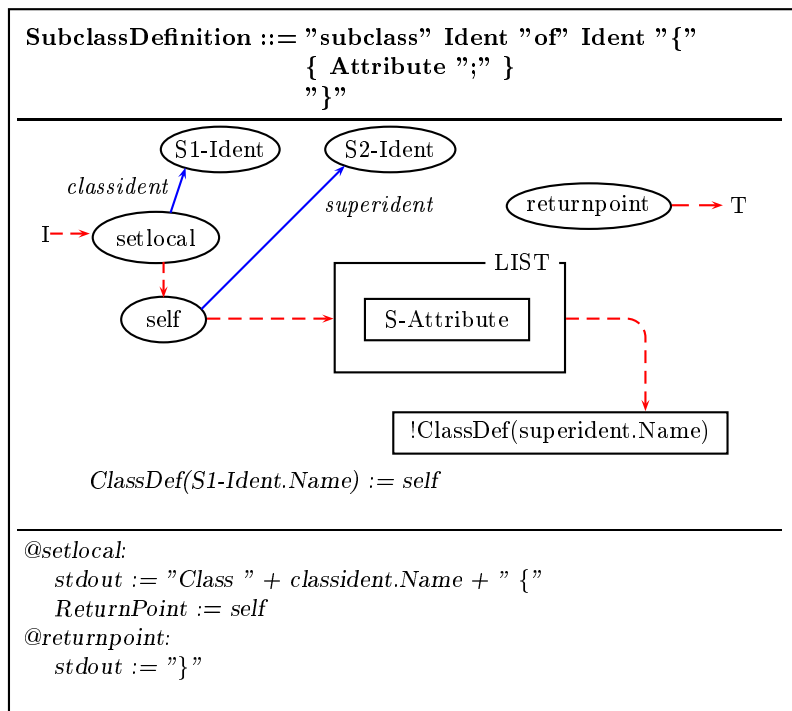 SubclassDefinition ::= ”subclass” Ident ”of” Ident ”{”
{ Attribute ”;” }
”}”
S1-Ident
S2-Ident
classident
superident
returnpoint
T
I
setlocal
LIST
self
S-Attribute
!ClassDef(superident.Name)
ClassDef(S1-Ident.Name) := self
@setlocal:
stdout := ”Class ” + classident.Name + ” {”
ReturnPoint := self
@returnpoint:
stdout := ”}”